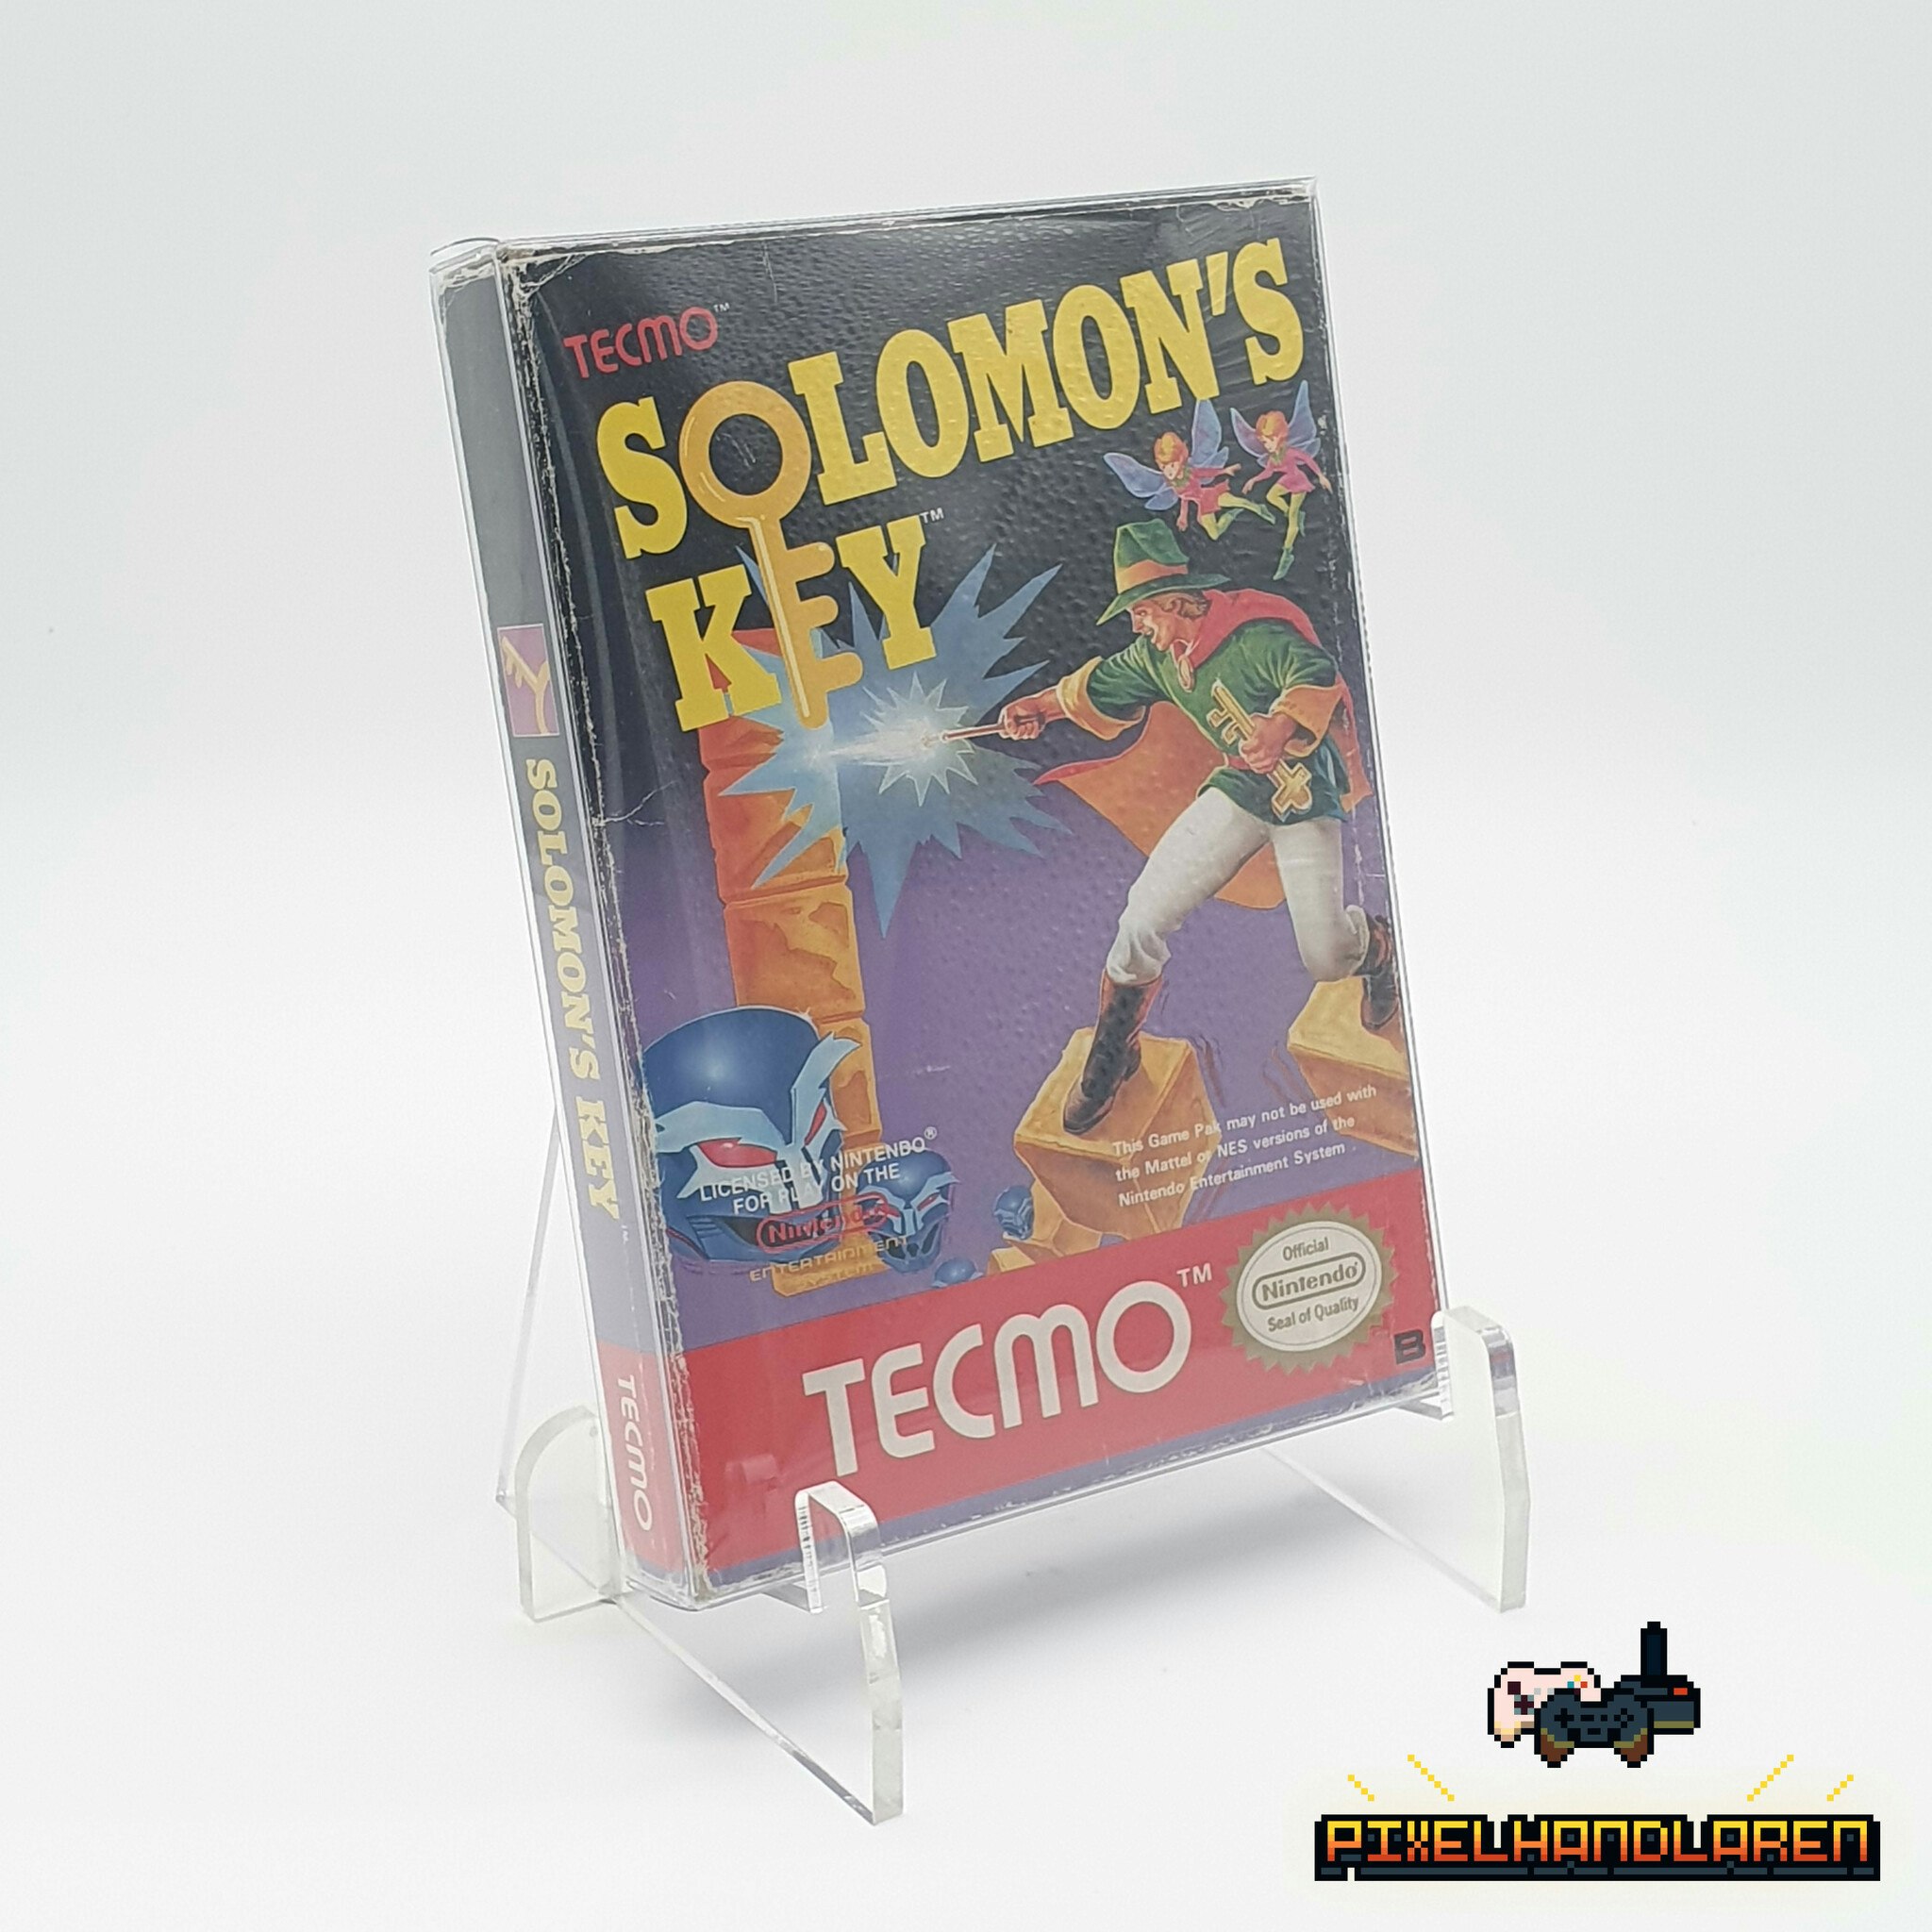 TECMO™
SOLOMON'S
KEY™
LICENSED BY NINTENDO®
FOR PLAY ON THE
Nintendo
ENTERTAINMENT
SYSTEM
This Game Pak may not be used with
the Mattel or NES versions of the
Nintendo Entertainment System
TECMO™
Official
Nintendo
Seal of Quality
B
SOLOMON'S KEY
TECMO
PIXELHANDLAREN